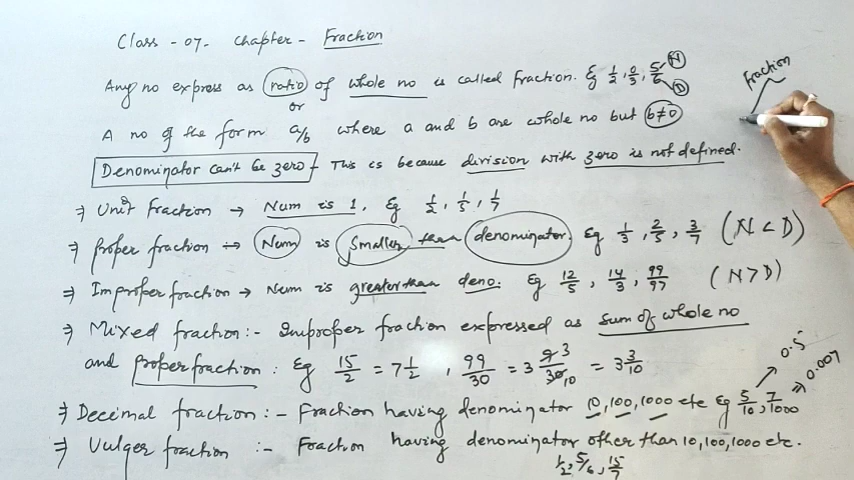 Class - 07. Chapter - Fraction
Any no express as ratio of whole no is called fraction. Eg 1/2, 0/3, 5/6 N D
or
A no of the form a/b where a and b are whole no but b≠0
Denominator can't be zero - This is because division with zero is not defined.
⇒ Unit fraction → Num is 1. Eg 1/2, 1/5, 1/7
⇒ Proper fraction → Num is smaller than denominator. Eg 1/3, 2/5, 3/7 (N < D)
⇒ Improper fraction → Num is greater than deno. Eg 12/5, 14/3, 99/97 (N > D)
⇒ Mixed fraction :- Improper fraction expressed as sum of whole no
and proper fraction : Eg 15/2 = 7 1/2, 99/30 = 3 9/30 3 10 = 3 3/10
⇒ Decimal fraction :- Fraction having denominator 10, 100, 1000 etc Eg 5/10, 7/1000 → 0.5 ⇒ 0.007
⇒ Vulger fraction :- Fraction having denominator other than 10, 100, 1000 etc.
1/2, 5/6, 15/7
Fraction